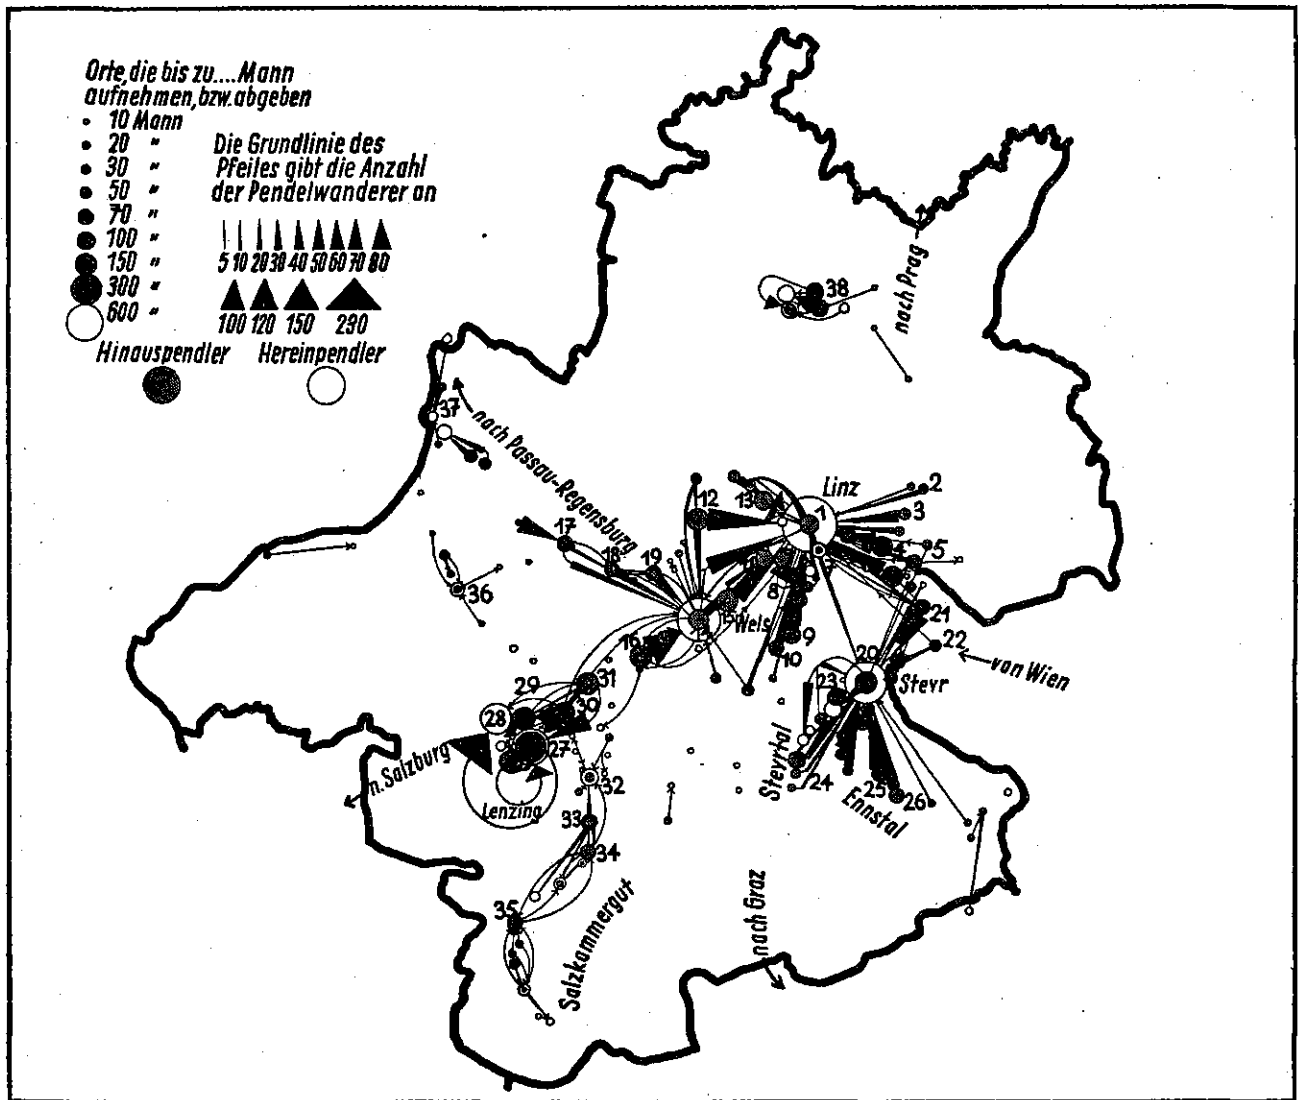 Orte, die bis zu....Mann
aufnehmen, bzw. abgeben
10 Mann
20 "
30 "
50 "
70 "
100 "
150 "
300 "
600 "
Die Grundlinie des
Pfeiles gibt die Anzahl
der Pendelwanderer an
5 10 20 30 40 50 60 70 80
100 120 150 290
Hinauspendler Hereinpendler
38
nach Prag
37
nach Passau-Regensburg
Linz
2
12
13
1
3
17
4
5
18
19
8
36
21
Wels
9
16
22
10
20
von Wien
31
Steyr
29
23
28
30
27
n. Salzburg
Steyrtal
32
24
25
26
Lenzing
Ennstal
33
34
35
Salzkammergut
nach Graz